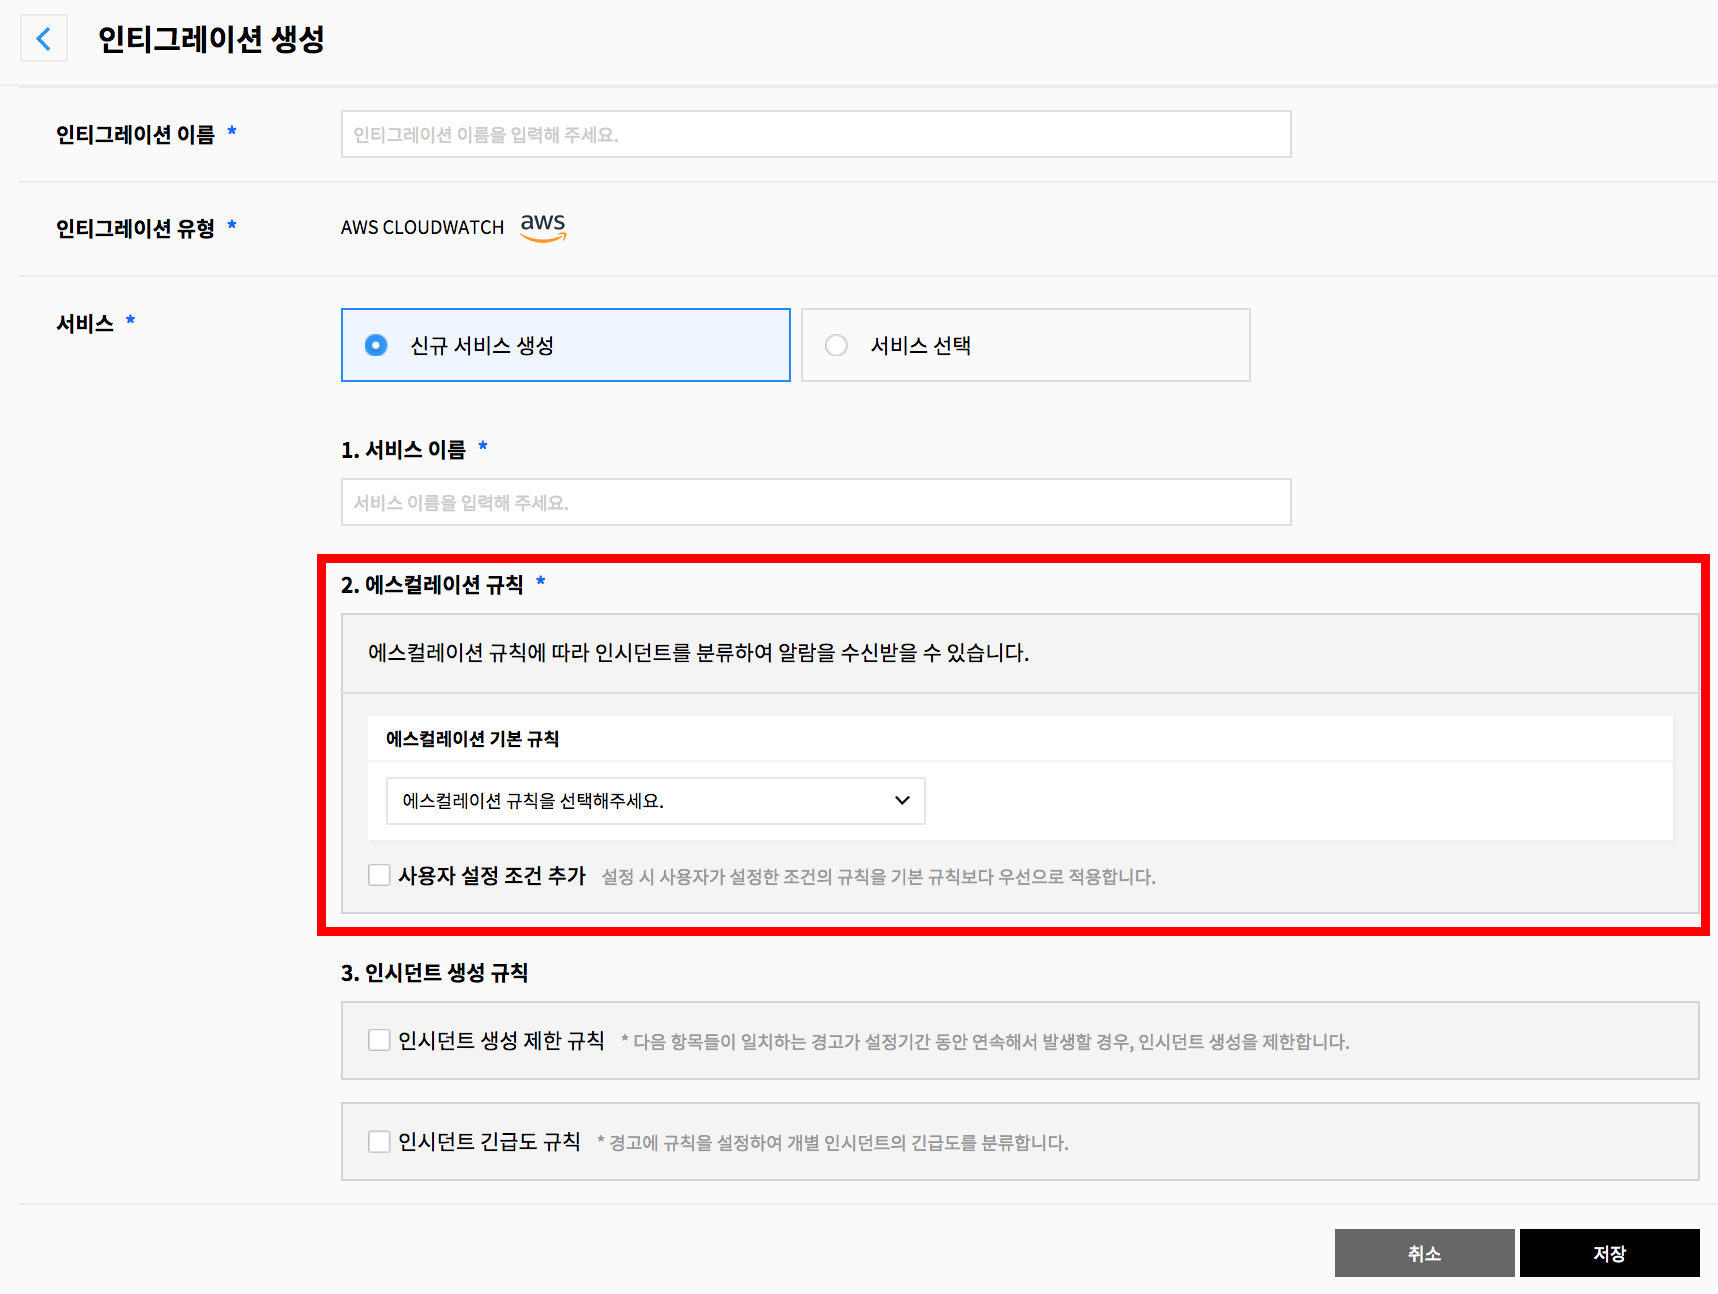 인티그레이션 생성
인티그레이션 이름 *
인티그레이션 이름을 입력해 주세요.
인티그레이션 유형 *
AWS CLOUDWATCH aws
서비스 *
신규 서비스 생성
서비스 선택
1. 서비스 이름 *
서비스 이름을 입력해 주세요.
2. 에스컬레이션 규칙 *
에스컬레이션 규칙에 따라 인시던트를 분류하여 알람을 수신받을 수 있습니다.
에스컬레이션 기본 규칙
에스컬레이션 규칙을 선택해주세요.
사용자 설정 조건 추가 설정 시 사용자가 설정한 조건의 규칙을 기본 규칙보다 우선으로 적용합니다.
3. 인시던트 생성 규칙
인시던트 생성 제한 규칙 * 다음 항목들이 일치하는 경고가 설정기간 동안 연속해서 발생할 경우, 인시던트 생성을 제한합니다.
인시던트 긴급도 규칙 * 경고에 규칙을 설정하여 개별 인시던트의 긴급도를 분류합니다.
취소
저장